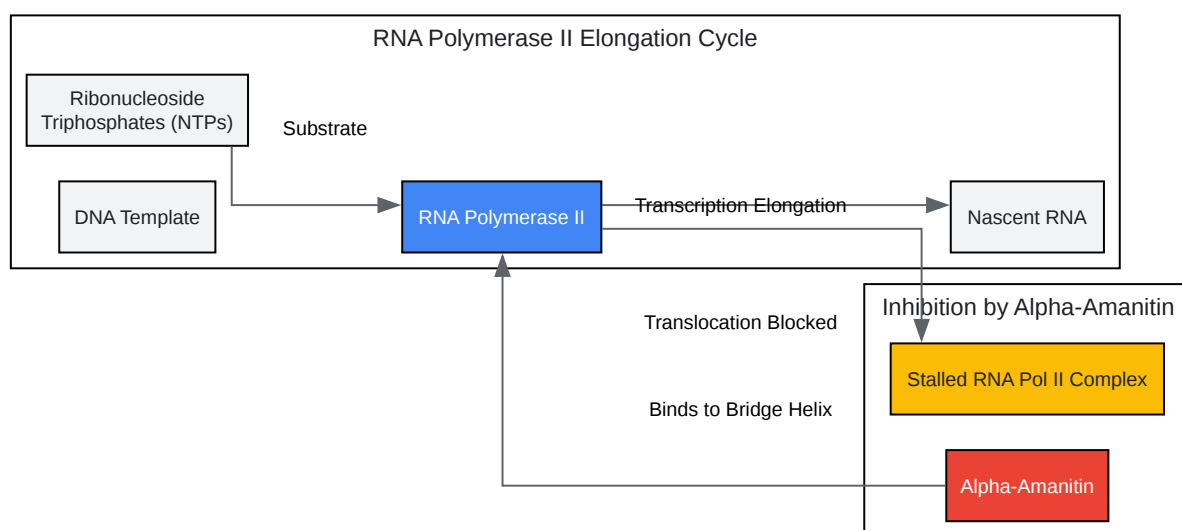 RNA Polymerase II Elongation Cycle
Ribonucleoside
Triphosphates (NTPs)
Substrate
DNA Template
RNA Polymerase II
Transcription Elongation
Nascent RNA
Inhibition by Alpha-Amanitin
Translocation Blocked
Stalled RNA Pol II Complex
Binds to Bridge Helix
Alpha-Amanitin